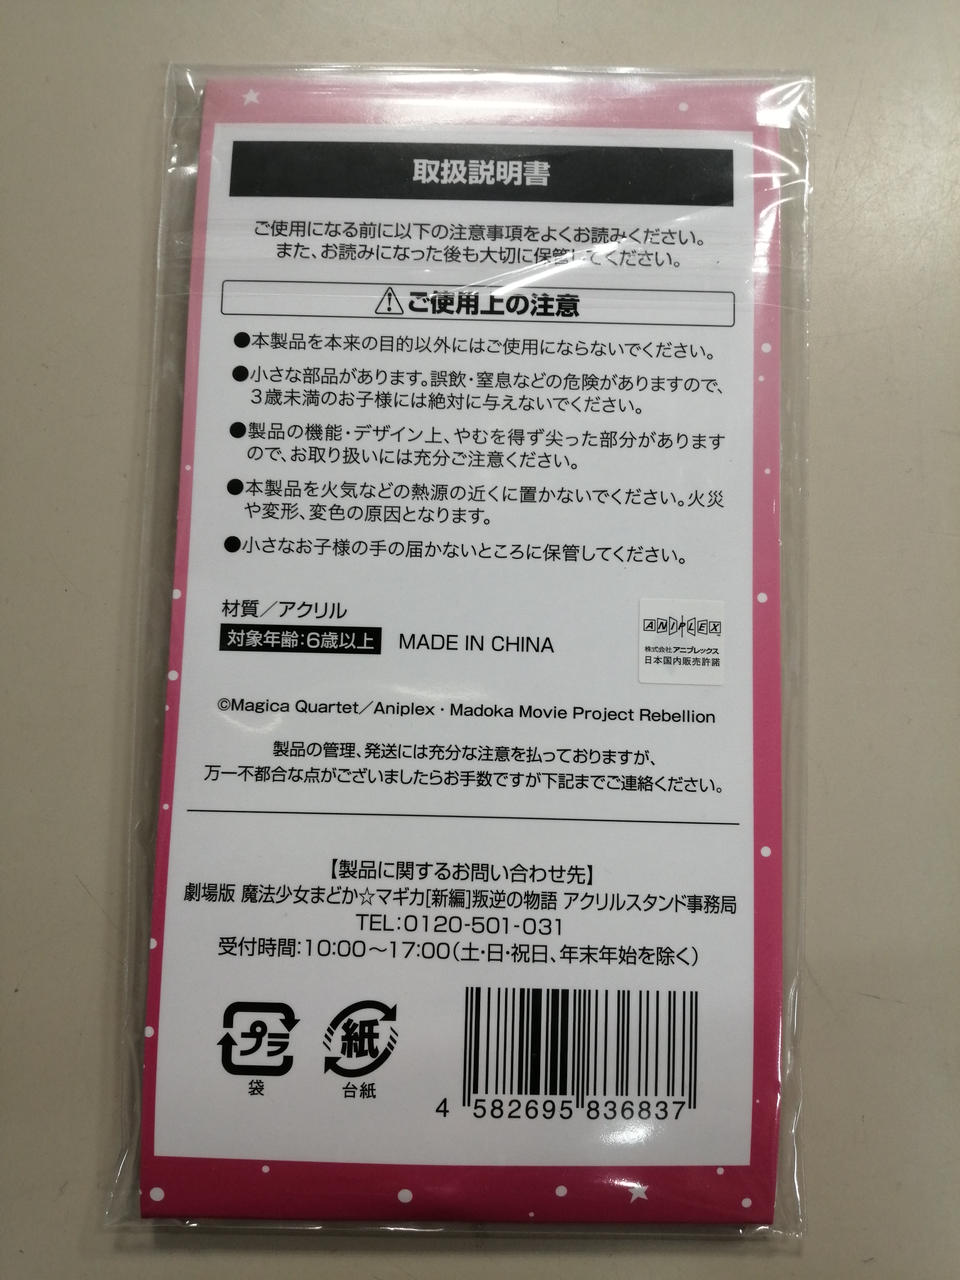 取扱説明書
ご使用になる前に以下の注意事項をよくお読みください。
また、お読みになった後も大切に保管してください。
ご使用上の注意
●本製品を本来の目的以外にはご使用にならないでください。
●小さな部品があります。誤飲・窒息などの危険がありますので、
3歳未満のお子様には絶対に与えないでください。
●製品の機能・デザイン上、やむを得ず尖った部分があります
ので、お取り扱いには充分ご注意ください。
●本製品を火気などの熱源の近くに置かないでください。火災
や変形、変色の原因となります。
●小さなお子様の手の届かないところに保管してください。
材質／アクリル
対象年齢:6歳以上 MADE IN CHINA
ANIPLEX
株式会社アニプレックス
日本国内販売許諾
©Magica Quartet／Aniplex・Madoka Movie Project Rebellion
製品の管理、発送には充分な注意を払っておりますが、
万一不都合な点がございましたらお手数ですが下記までご連絡ください。
【製品に関するお問い合わせ先】
劇場版 魔法少女まどか☆マギカ[新編]叛逆の物語 アクリルスタンド事務局
TEL:0120-501-031
受付時間:10:00～17:00(土・日・祝日、年末年始を除く)
プラ
袋
紙
台紙
4 582695 836837